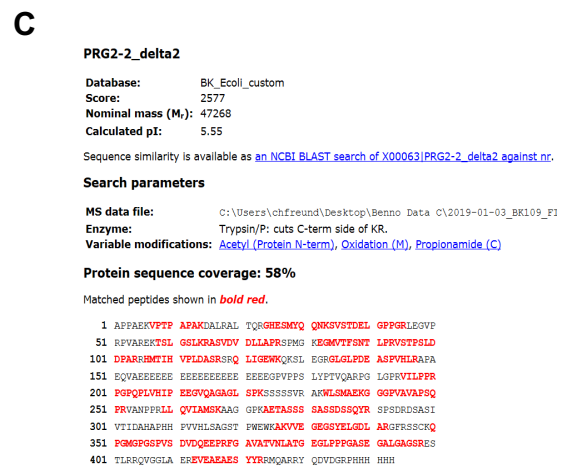 C
PRG2-2_delta2
Database: BK_Ecoli_custom
Score: 2577
Nominal mass (Mr): 47268
Calculated pI: 5.55
Sequence similarity is available as an NCBI BLAST search of X00063|PRG2-2_delta2 against nr.
Search parameters
MS data file: C:\Users\chfreund\Desktop\Benno Data C\2019-01-03_BK109_FI
Enzyme: Trypsin/P: cuts C-term side of KR.
Variable modifications: Acetyl (Protein N-term), Oxidation (M), Propionamide (C)
Protein sequence coverage: 58%
Matched peptides shown in bold red.
1 APPAEKVPTP APAKDALRAL TQRGHESMYQ QNKSVSTDEL GPPGRLEGVP
51 RPVAREKTSLG GSLKRASVDV DLLAPRSPMG KEGMVTFSNT LPRVSTPSLD
101 DPARRHMTIH VPLDASRSRQ LIGEWKQKSL EGRGLGLPDE ASPVHLRAPA
151 EQVAEEEEEE EEEEEEEEEE EEEEGPVPPS LYPTVQARPG LGPRVILPPR
201 PGPQPLVHIP EEGVQAGAGL SPKSSSSSVR AKWLSMAEKG GGPVAVAPSQ
251 PRVANPPRLL QVIAMSKAAG GPKAETASSS SASSDSSQYR SPSDRDSASI
301 VTIDAHAPHH PVVHLSAGST TPWEWKAKVVE GEGSYELGDL ARGFRSSCKQ
351 PGMGPGSPVS DVDQEEPRFG AVATVNLATG EGLPPPGASE GALGAGSRES
401 TLRRQVGGLA EREVEAEAES YYRRMQARRY QDVDGRPHHH HHH